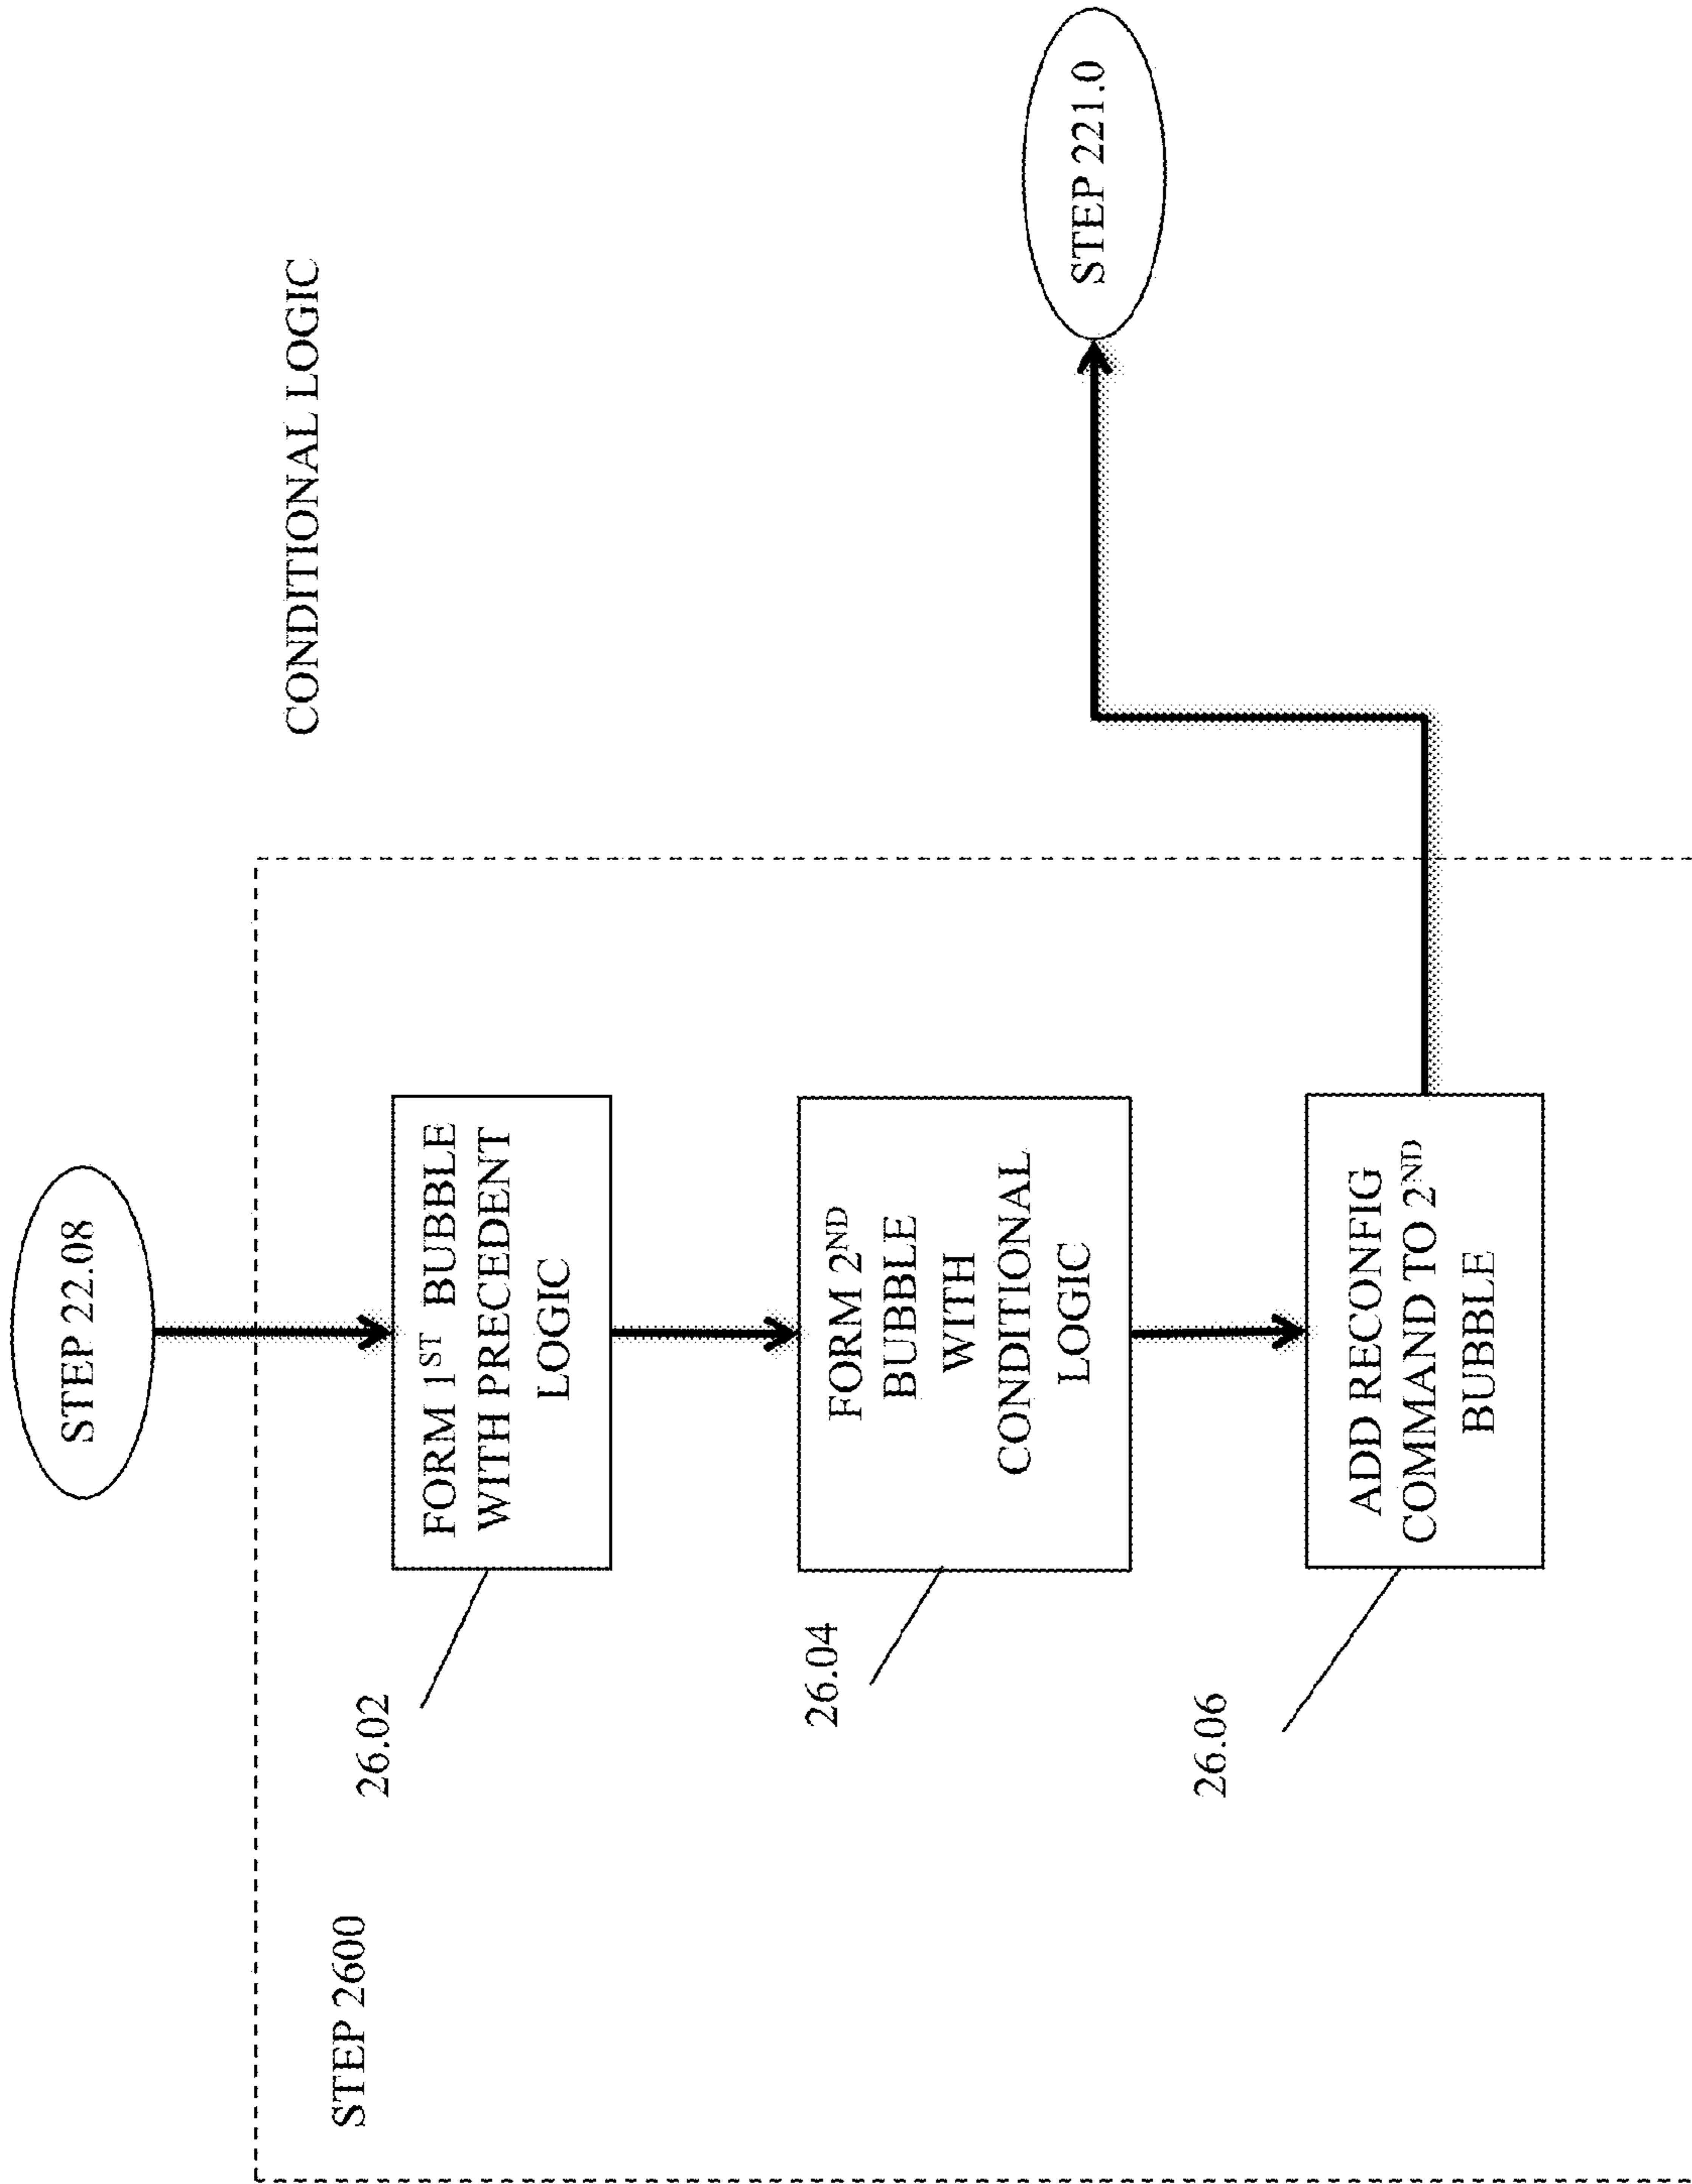 STEP 22.08
CONDITIONAL LOGIC
STEP 2600
26.02
FORM 1ST BUBBLE
WITH PRECEDENT
LOGIC
26.04
FORM 2ND
BUBBLE
WITH
CONDITIONAL
LOGIC
26.06
ADD RECONFIG
COMMAND TO 2ND
BUBBLE
STEP 221.0